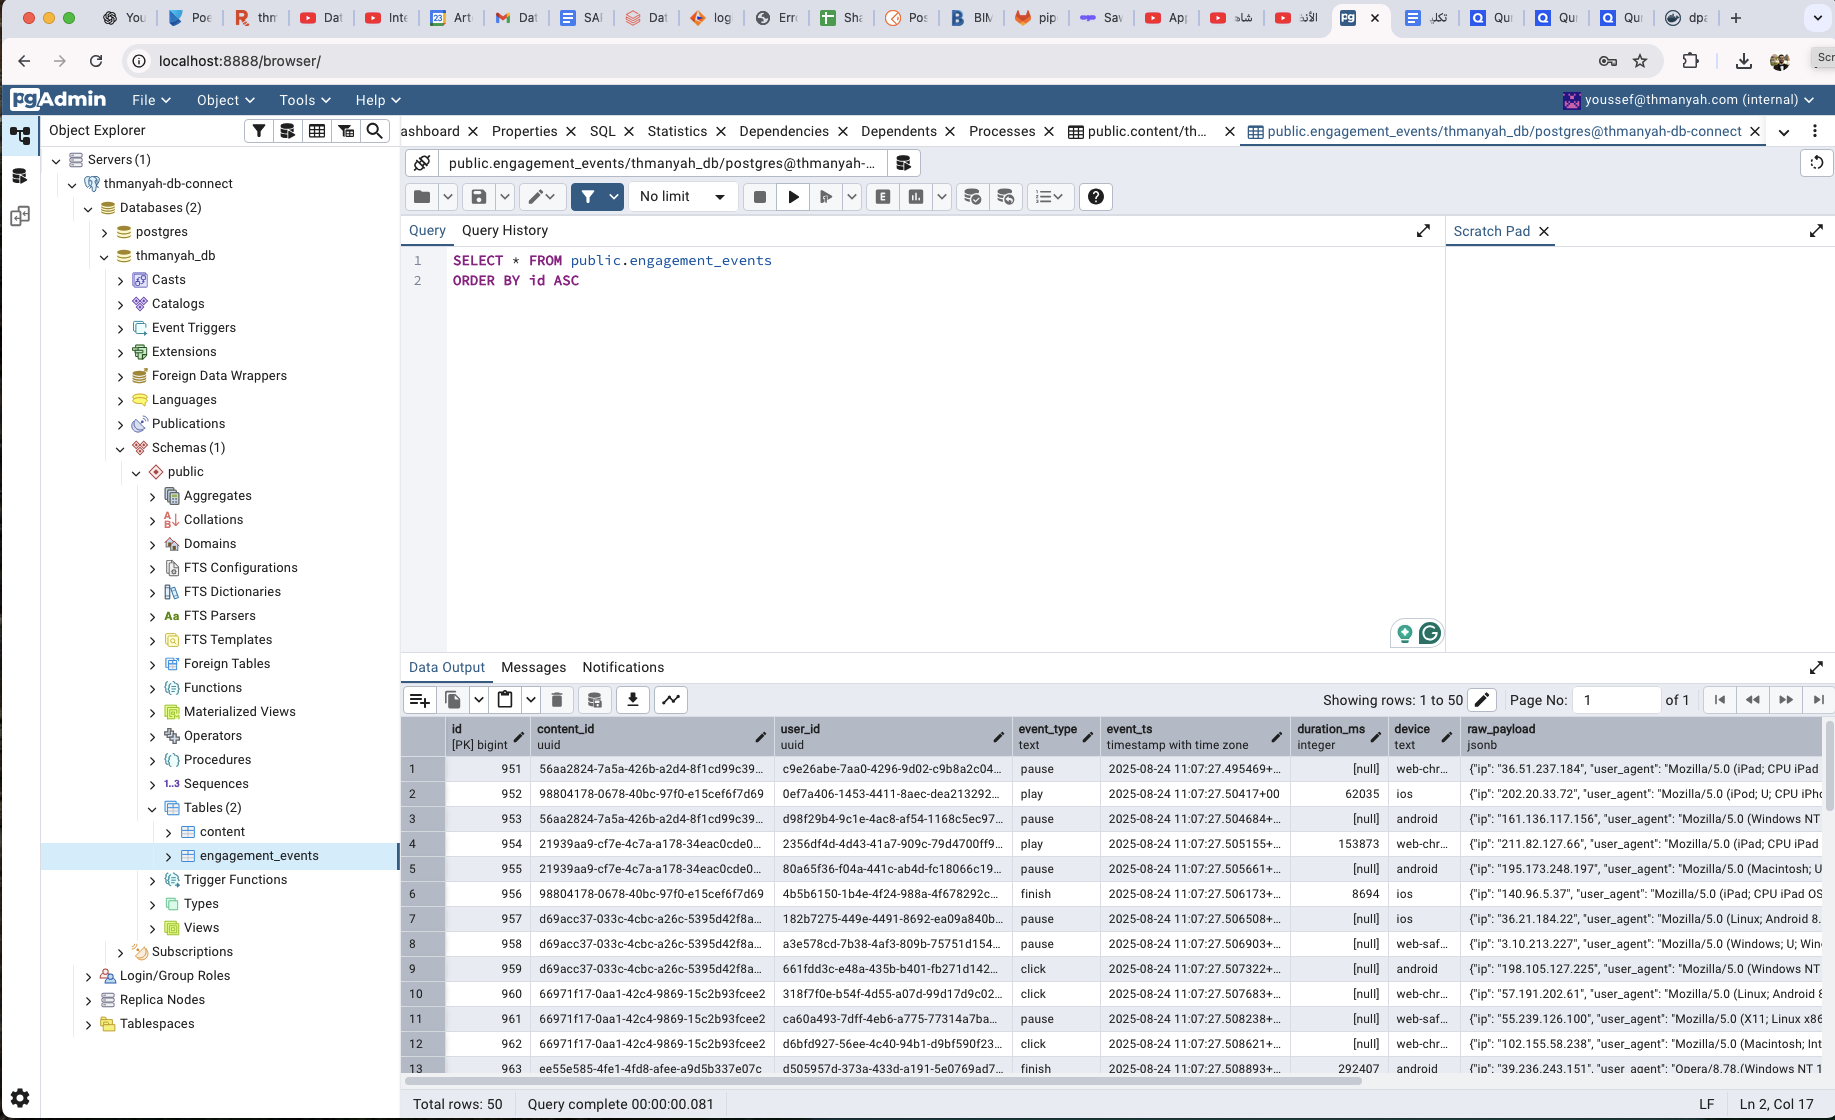 You
Poe
thm
Dat
Inte
Art
Dat
SAI
Dat
log
Erro
Sha
Pos
BIM
pip
Sav
App
شاه
الأند
تكلي
Qu
Qu
Qu
dpa
localhost:8888/browser/
Scr
pgAdmin
File
Object
Tools
Help
youssef@thmanyah.com (internal)
Object Explorer
ashboard
Properties
SQL
Statistics
Dependencies
Dependents
Processes
public.content/th...
public.engagement_events/thmanyah_db/postgres@thmanyah-db-connect
Servers (1)
thmanyah-db-connect
Databases (2)
postgres
thmanyah_db
Casts
Catalogs
Event Triggers
Extensions
Foreign Data Wrappers
Languages
Publications
Schemas (1)
public
Aggregates
Collations
Domains
FTS Configurations
FTS Dictionaries
Aa FTS Parsers
FTS Templates
Foreign Tables
Functions
Materialized Views
Operators
Procedures
1..3 Sequences
Tables (2)
content
engagement_events
Trigger Functions
Types
Views
Subscriptions
Login/Group Roles
Replica Nodes
Tablespaces
public.engagement_events/thmanyah_db/postgres@thmanyah-...
No limit
Query
Query History
Scratch Pad
1 SELECT * FROM public.engagement_events
2 ORDER BY id ASC
Data Output
Messages
Notifications
Showing rows: 1 to 50
Page No: 1 of 1
id content_id user_id event_type event_ts duration_ms device raw_payload
[PK] bigint uuid uuid text timestamp with time zone integer text jsonb
1 951 56aa2824-7a5a-426b-a2d4-8f1cd99c39... c9e26abe-7aa0-4296-9d02-c9b8a2c04... pause 2025-08-24 11:07:27.495469+... [null] web-chr... {"ip": "36.51.237.184", "user_agent": "Mozilla/5.0 (iPad; CPU iPad
2 952 98804178-0678-40bc-97f0-e15cef6f7d69 0ef7a406-1453-4411-8aec-dea213292... play 2025-08-24 11:07:27.50417+00 62035 ios {"ip": "202.20.33.72", "user_agent": "Mozilla/5.0 (iPod; U; CPU iPho
3 953 56aa2824-7a5a-426b-a2d4-8f1cd99c39... d98f29b4-9c1e-4ac8-af54-1168c5ec97... pause 2025-08-24 11:07:27.504684+... [null] android {"ip": "161.136.117.156", "user_agent": "Mozilla/5.0 (Windows NT
4 954 21939aa9-cf7e-4c7a-a178-34eac0cde0... 2356df4d-4d43-41a7-909c-79d4700ff9... play 2025-08-24 11:07:27.505155+... 153873 web-chr... {"ip": "211.82.127.66", "user_agent": "Mozilla/5.0 (iPad; CPU iPad
5 955 21939aa9-cf7e-4c7a-a178-34eac0cde0... 80a65f36-f04a-441c-ab4d-fc18066c19... pause 2025-08-24 11:07:27.505661+... [null] android {"ip": "195.173.248.197", "user_agent": "Mozilla/5.0 (Macintosh; U
6 956 98804178-0678-40bc-97f0-e15cef6f7d69 4b5b6150-1b4e-4f24-988a-4f678292c... finish 2025-08-24 11:07:27.506173+... 8694 ios {"ip": "140.96.5.37", "user_agent": "Mozilla/5.0 (iPad; CPU iPad OS
7 957 d69acc37-033c-4cbc-a26c-5395d42f8a... 182b7275-449e-4491-8692-ea09a840b... pause 2025-08-24 11:07:27.506508+... [null] ios {"ip": "36.21.184.22", "user_agent": "Mozilla/5.0 (Linux; Android 8.
8 958 d69acc37-033c-4cbc-a26c-5395d42f8a... a3e578cd-7b38-4af3-809b-75751d154... pause 2025-08-24 11:07:27.506903+... [null] web-saf... {"ip": "3.10.213.227", "user_agent": "Mozilla/5.0 (Windows; U; Win
9 959 d69acc37-033c-4cbc-a26c-5395d42f8a... 661fdd3c-e48a-435b-b401-fb271d142... click 2025-08-24 11:07:27.507322+... [null] android {"ip": "198.105.127.225", "user_agent": "Mozilla/5.0 (Windows NT
10 960 66971f17-0aa1-42c4-9869-15c2b93fcee2 318f7f0e-b54f-4d55-a07d-99d17d9c02... click 2025-08-24 11:07:27.507683+... [null] web-chr... {"ip": "57.191.202.61", "user_agent": "Mozilla/5.0 (Linux; Android 8
11 961 66971f17-0aa1-42c4-9869-15c2b93fcee2 ca60a493-7dff-4eb6-a775-77314a7ba... pause 2025-08-24 11:07:27.508238+... [null] web-saf... {"ip": "55.239.126.100", "user_agent": "Mozilla/5.0 (X11; Linux x86
12 962 66971f17-0aa1-42c4-9869-15c2b93fcee2 d6bfd927-56ee-4c40-94b1-d9bf590f23... click 2025-08-24 11:07:27.508621+... [null] web-chr... {"ip": "102.155.58.238", "user_agent": "Mozilla/5.0 (Macintosh; Int
13 963 ee55e585-4fe1-4fd8-afee-a9d5b337e07c d505957d-373a-433d-a191-5e0769ad7... finish 2025-08-24 11:07:27.508893+... 292407 android {"ip": "39.236.243.151", "user_agent": "Opera/8.78.(Windows NT 1
Total rows: 50
Query complete 00:00:00.081
LF
Ln 2, Col 17